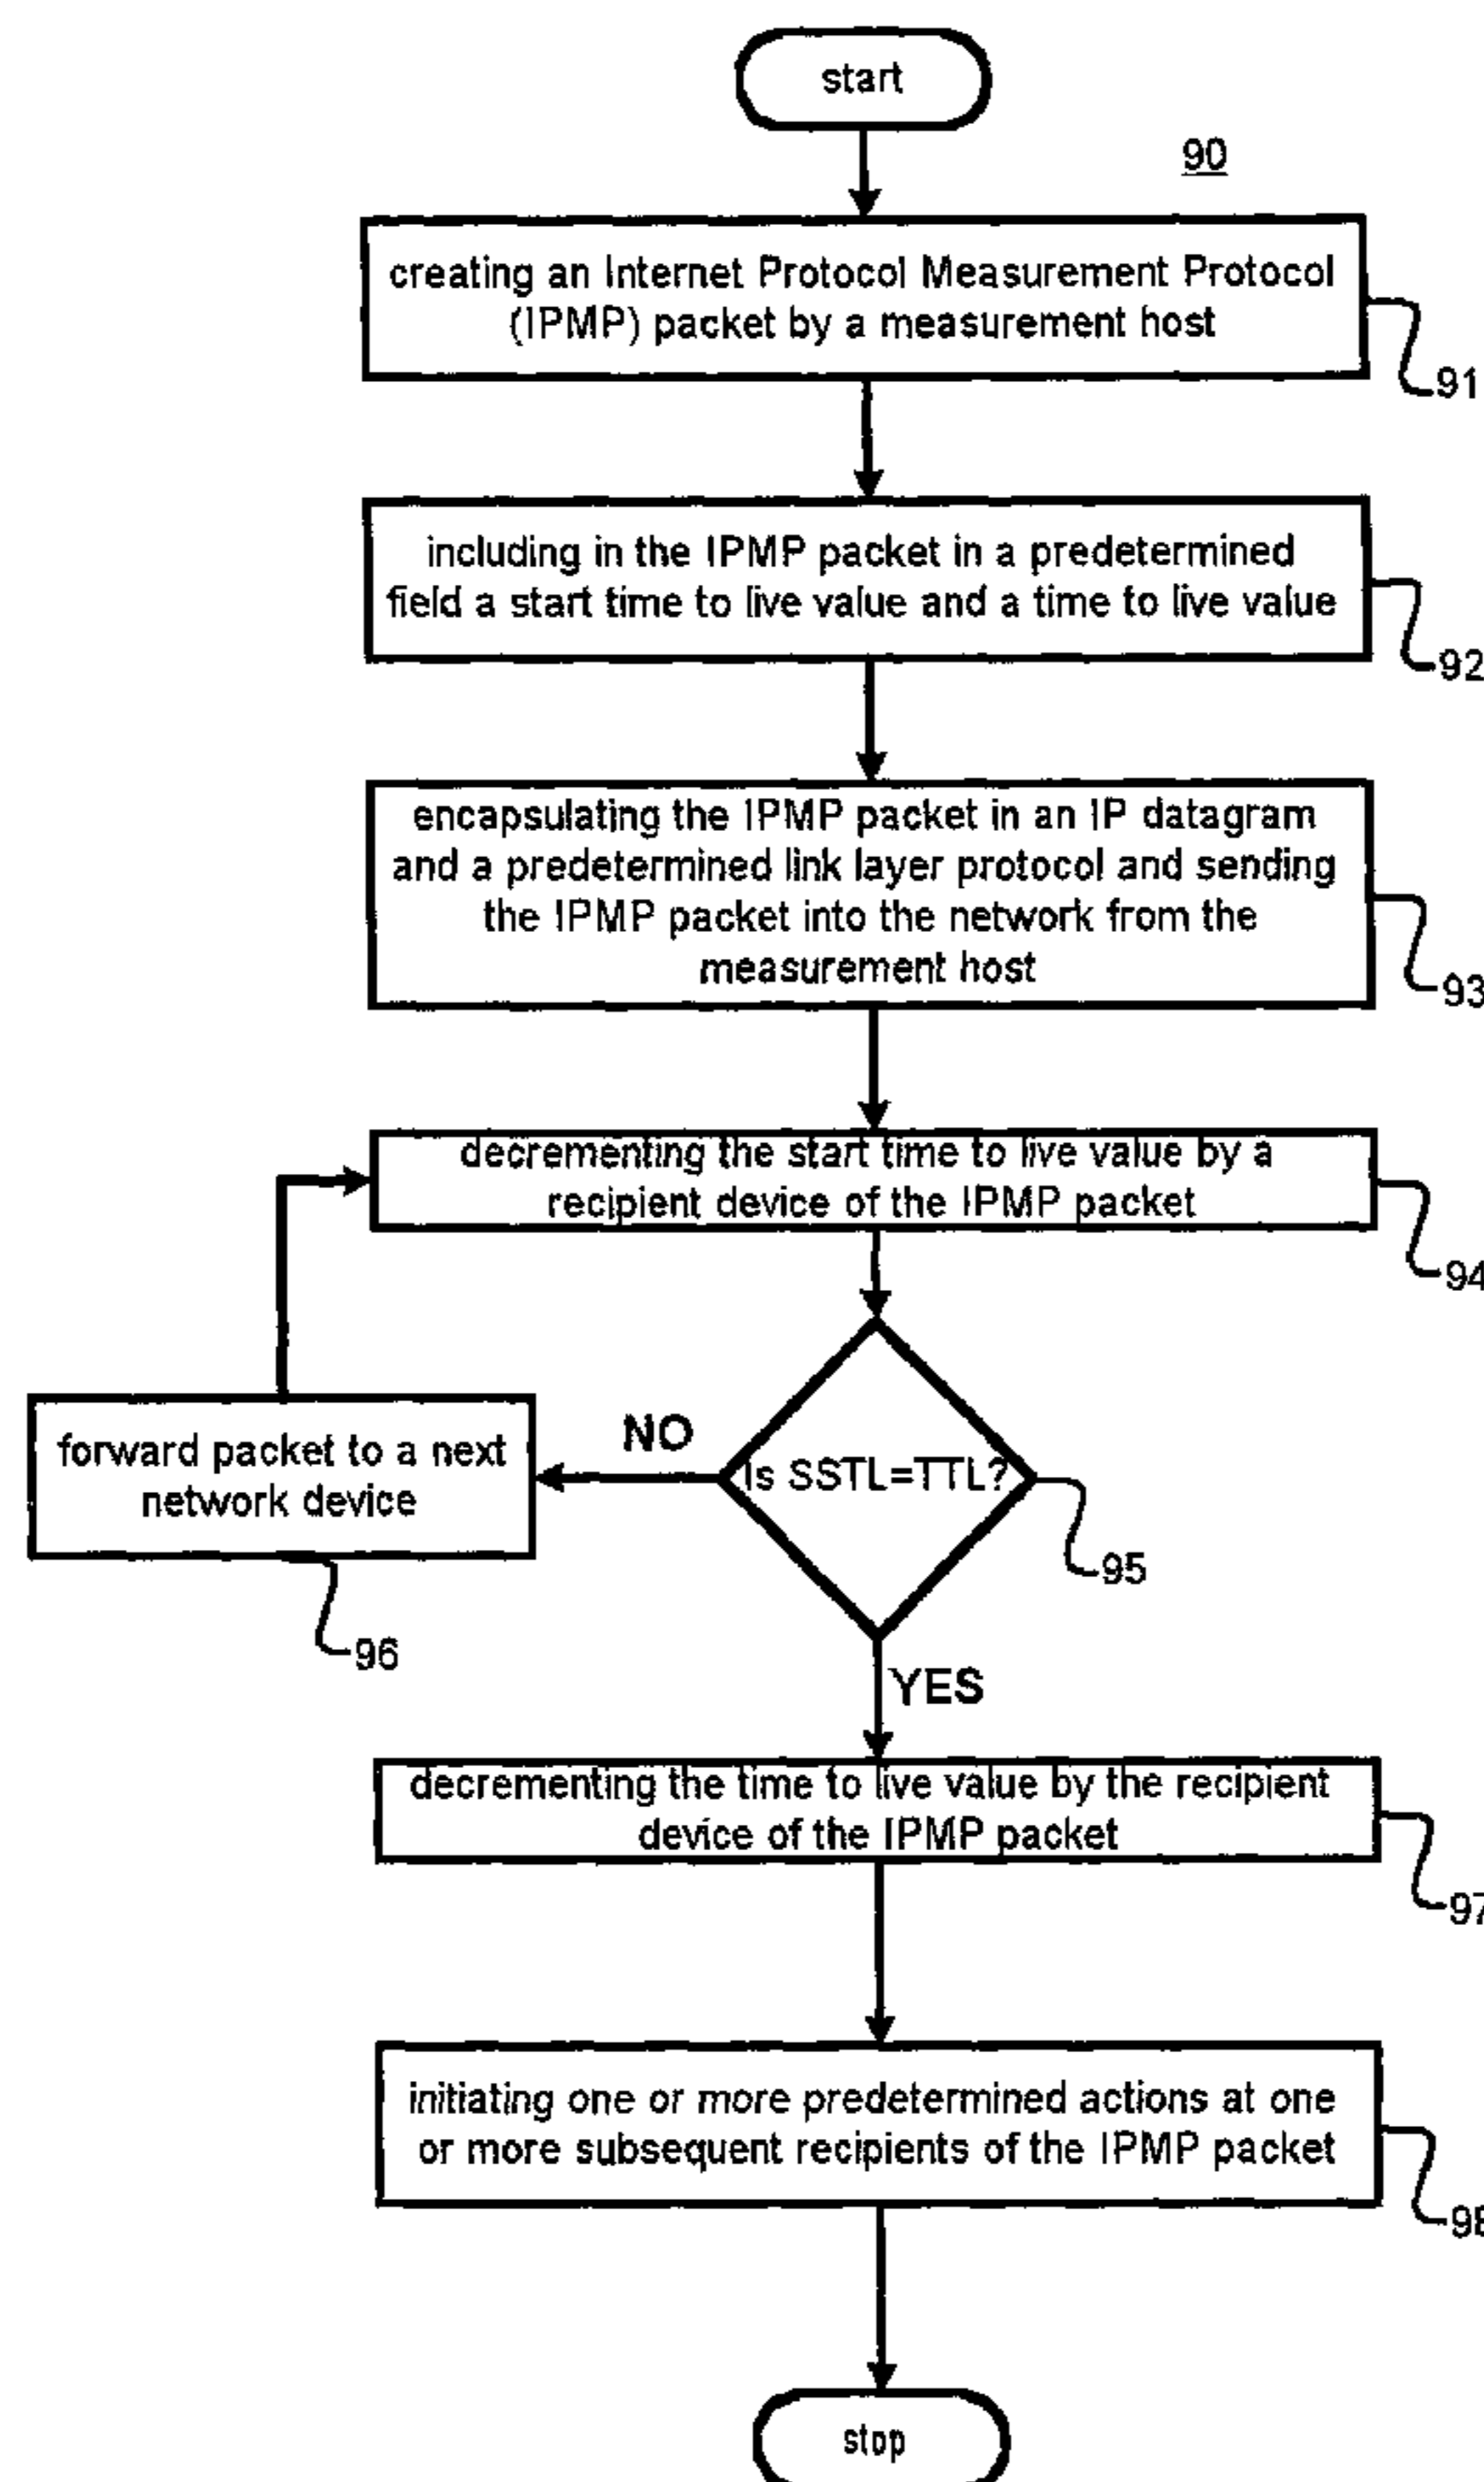 start
90
creating an Internet Protocol Measurement Protocol
(IPMP) packet by a measurement host
91
including in the IPMP packet in a predetermined
field a start time to live value and a time to live value
92
encapsulating the IPMP packet in an IP datagram
and a predetermined link layer protocol and sending
the IPMP packet into the network from the
measurement host
93
decrementing the start time to live value by a
recipient device of the IPMP packet
94
forward packet to a next
network device
96
NO
Is SSTL=TTL?
95
YES
decrementing the time to live value by the recipient
device of the IPMP packet
97
initiating one or more predetermined actions at one
or more subsequent recipients of the IPMP packet
98
stop